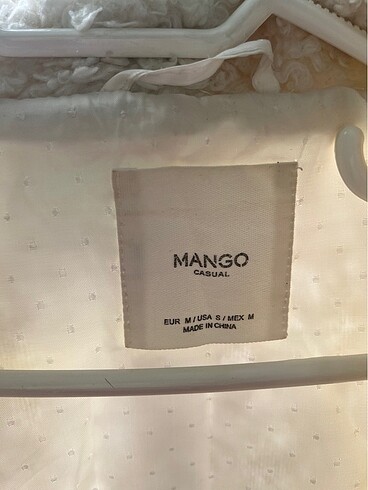 MANGO
CASUAL
EUR M / USA S / MEX M
MADE IN CHINA